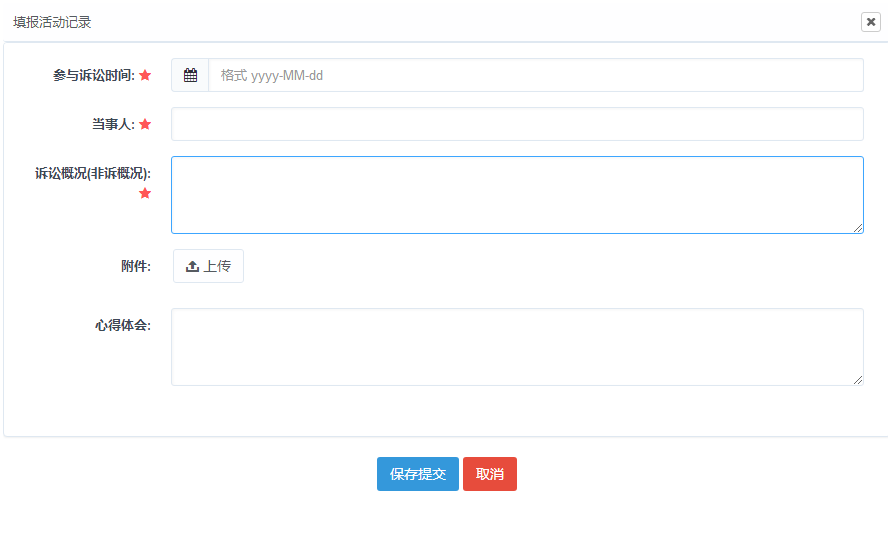 填报活动记录
参与诉讼时间:
格式 yyyy-MM-dd
当事人:
诉讼概况(非诉概况):
附件:
上传
心得体会:
保存提交 取消